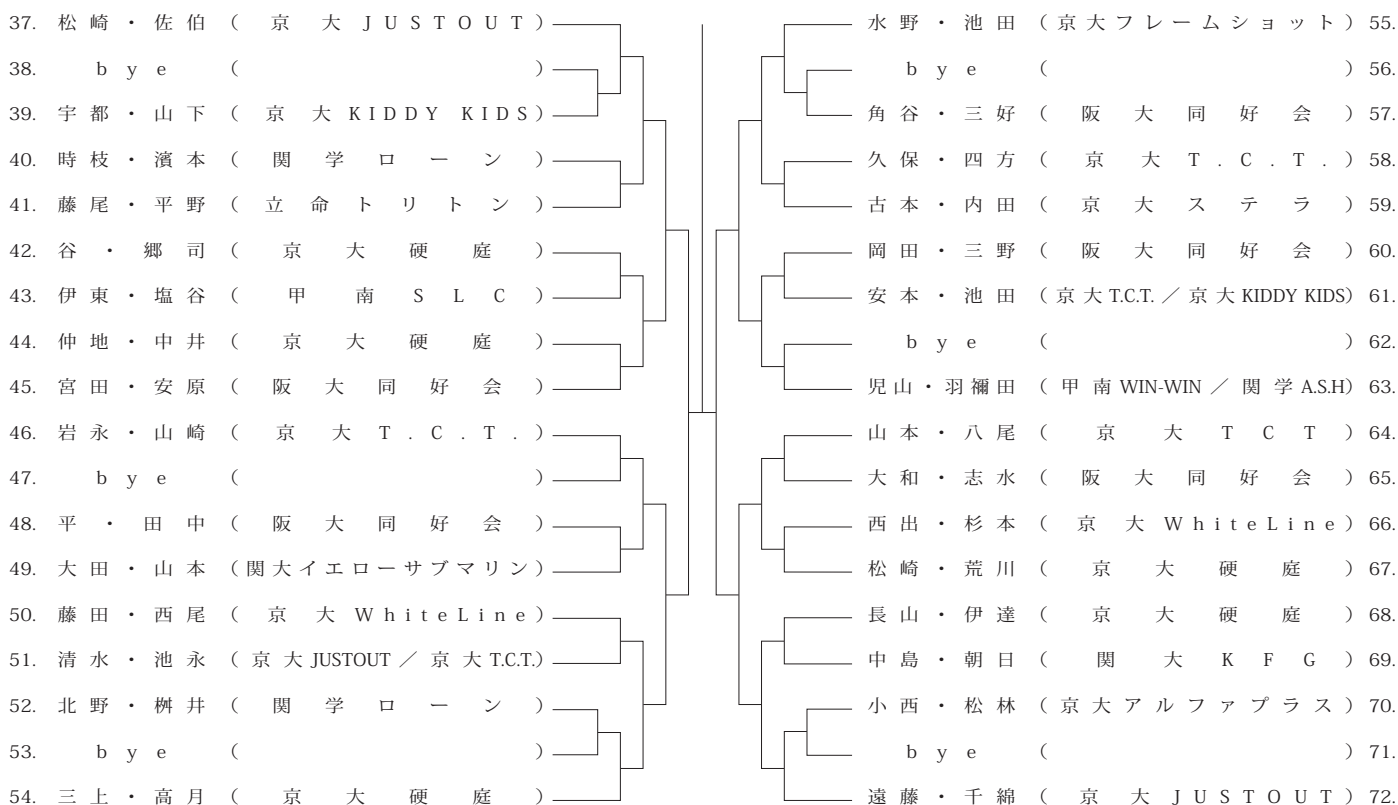 37. 松崎・佐伯(京大JUSTOUT)
38. bye ( )
39. 宇都・山下(京大KIDDY KIDS)
40. 時枝・濱本(関学ローン)
41. 藤尾・平野(立命トリトン)
42. 谷・郷司(京大硬庭)
43. 伊東・塩谷(甲南SLC)
44. 仲地・中井(京大硬庭)
45. 宮田・安原(阪大同好会)
46. 岩永・山崎(京大T.C.T.)
47. bye ( )
48. 平・田中(阪大同好会)
49. 大田・山本(関大イエローサブマリン)
50. 藤田・西尾(京大WhiteLine)
51. 清水・池永(京大JUSTOUT/京大T.C.T.)
52. 北野・桝井(関学ローン)
53. bye ( )
54. 三上・高月(京大硬庭)
水野・池田(京大フレームショット)55.
bye ( )56.
角谷・三好(阪大同好会)57.
久保・四方(京大T.C.T.)58.
古本・内田(京大ステラ)59.
岡田・三野(阪大同好会)60.
安本・池田(京大T.C.T./京大KIDDY KIDS)61.
bye ( )62.
児山・羽禰田(甲南WIN-WIN/関学A.S.H)63.
山本・八尾(京大TCT)64.
大和・志水(阪大同好会)65.
西出・杉本(京大WhiteLine)66.
松崎・荒川(京大硬庭)67.
長山・伊達(京大硬庭)68.
中島・朝日(関大KFG)69.
小西・松林(京大アルファプラス)70.
bye ( )71.
遠藤・千綿(京大JUSTOUT)72.